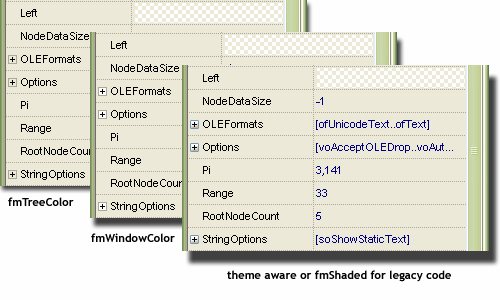 Left
NodeDataSize
OLEFormats
Options
Pi
Range
RootNodeCount
StringOptions
fmTreeColor
Left
NodeDataSize
OLEFormats
Options
Pi
Range
RootNodeCou
StringOptions
fmWindowColor
Left
NodeDataSize -1
OLEFormats [ofUnicodeText..ofText]
Options [voAcceptOLEDrop..voAut...
Pi 3,141
Range 33
RootNodeCount 5
StringOptions [soShowStaticText]
theme aware or fmShaded for legacy code